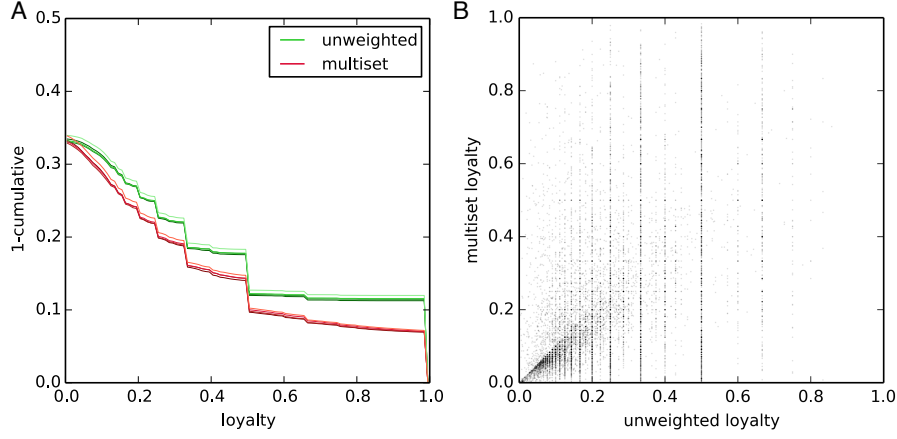 A
0.5
0.4
0.3
0.2
0.1
0.0
1-cumulative
unweighted
multiset
0.0 0.2 0.4 0.6 0.8 1.0
loyalty
B
1.0
0.8
0.6
0.4
0.2
0.0
multiset loyalty
0.0 0.2 0.4 0.6 0.8 1.0
unweighted loyalty